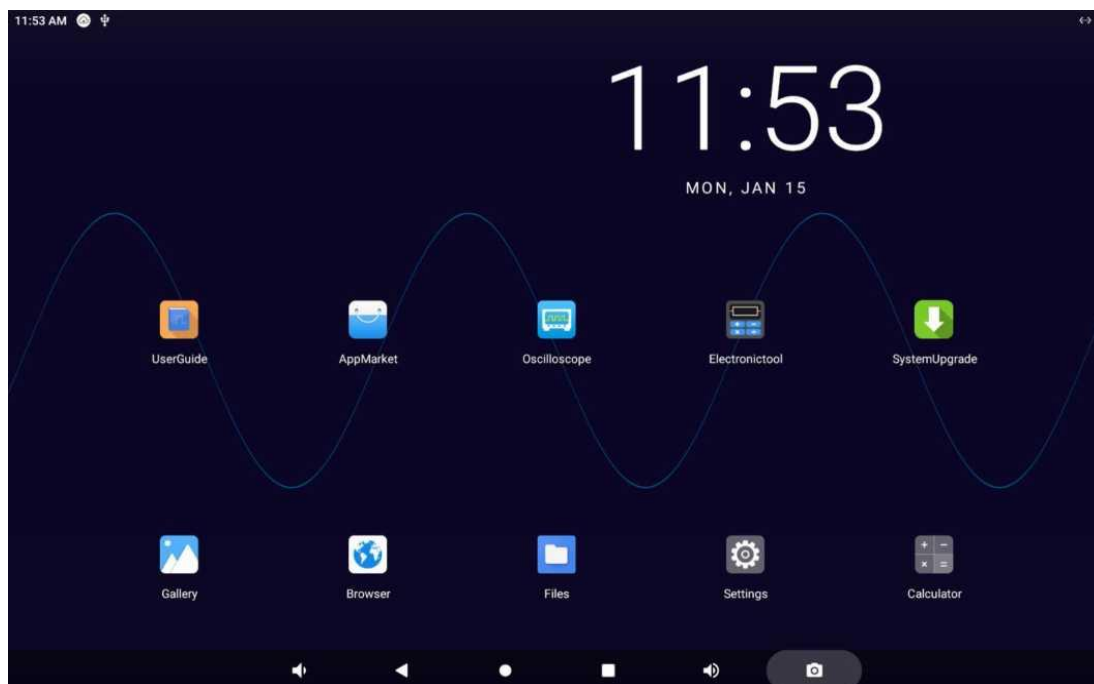 11:53 AM
11:53
MON, JAN 15
UserGuide
AppMarket
Oscilloscope
Electronictool
SystemUpgrade
Gallery
Browser
Files
Settings
Calculator